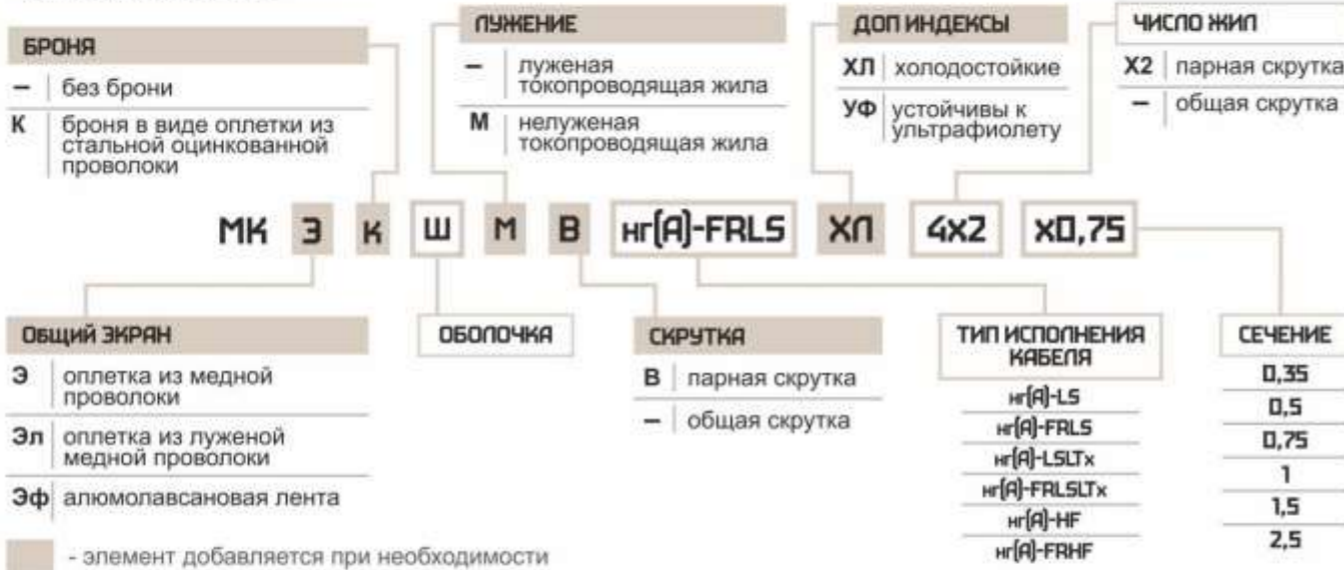 БРОНЯ
– без брони
К броня в виде оплетки из
стальной оцинкованной
проволоки
ЛУЖЕНИЕ
– луженая
токопроводящая жила
М нелуженая
токопроводящая жила
ДОП ИНДЕКСЫ
ХЛ холодостойкие
УФ устойчивы к
ультрафиолету
ЧИСЛО ЖИЛ
Х2 парная скрутка
– общая скрутка
МК Э К Ш М В нг(А)-FRLS ХЛ 4х2 х0,75
ОБЩИЙ ЭКРАН
Э оплетка из медной
проволоки
Эл оплетка из луженой
медной проволоки
Эф алюмолавсановая лента
ОБОЛОЧКА
СКРУТКА
В парная скрутка
– общая скрутка
ТИП ИСПОЛНЕНИЯ
КАБЕЛЯ
нг(А)-LS
нг(А)-FRLS
нг(А)-LSLTx
нг(А)-FRLSLTx
нг(А)-HF
нг(А)-FRHF
СЕЧЕНИЕ
0,35
0,5
0,75
1
1,5
2,5
- элемент добавляется при необходимости